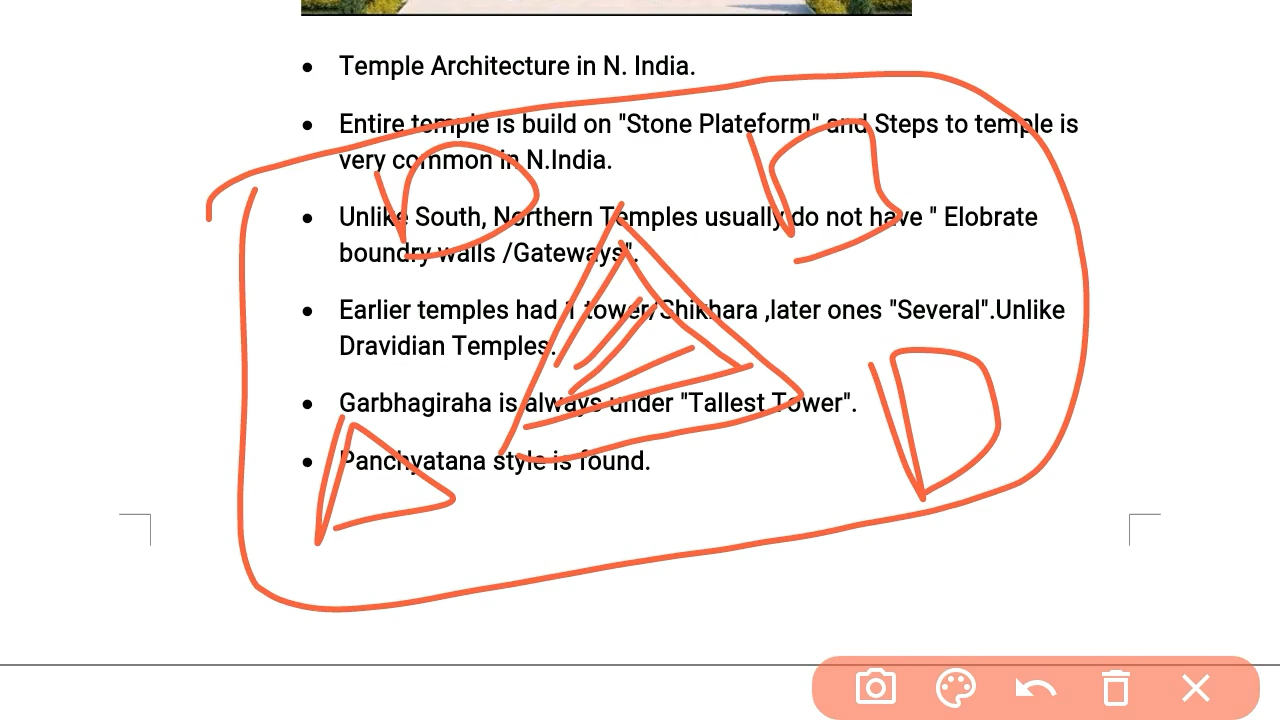 Temple Architecture in N. India.
Entire temple is build on "Stone Plateform" and Steps to temple is
very common in N.India.
Unlike South, Northern Temples usually do not have " Elobrate
boundry walls /Gateways".
Earlier temples had 1 tower/Shikhara ,later ones "Several".Unlike
Dravidian Temples.
Garbhagiraha is always under "Tallest Tower".
Panchyatana style is found.